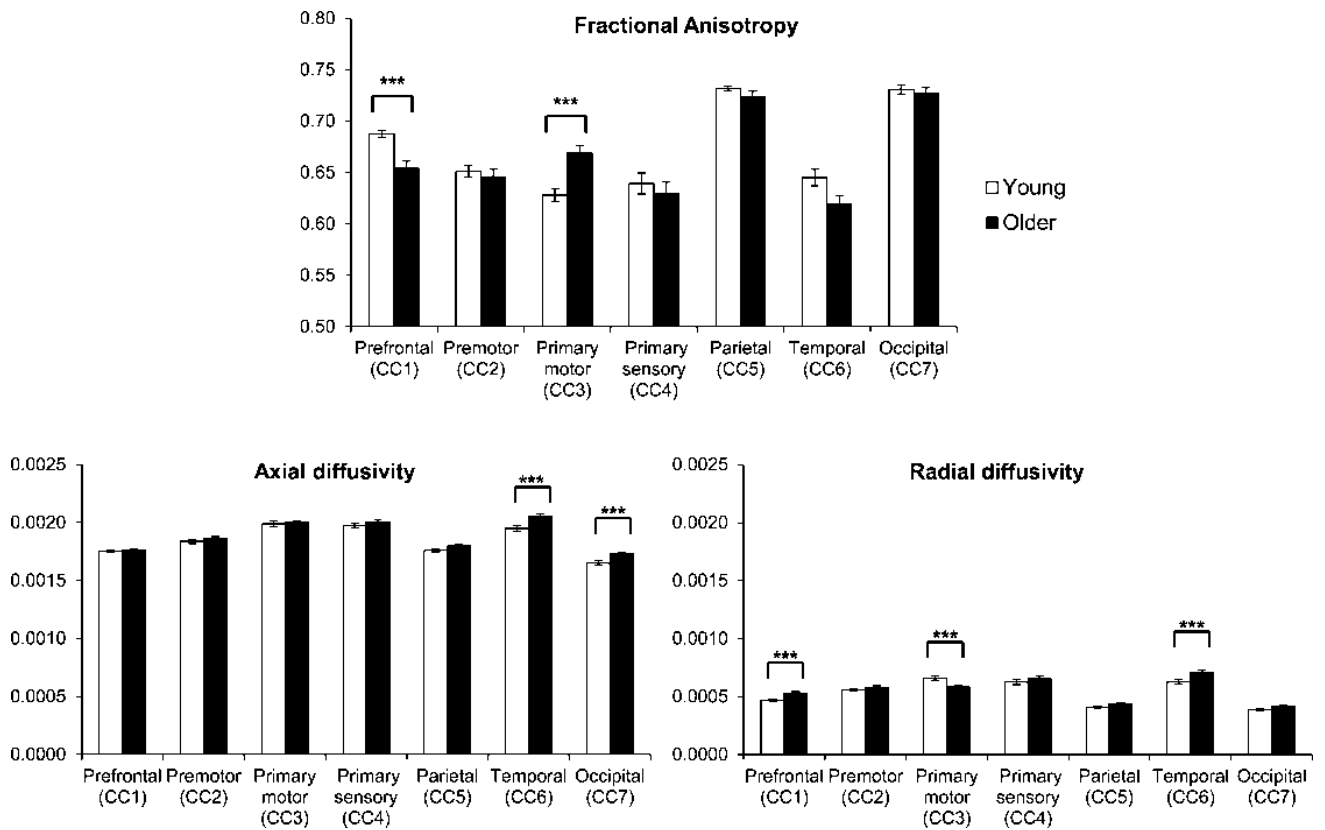 Fractional Anisotropy
0.80
0.75
0.70
0.65
0.60
0.55
0.50
***
***
Young
Older
Prefrontal
(CC1)
Premotor
(CC2)
Primary
motor
(CC3)
Primary
sensory
(CC4)
Parietal
(CC5)
Temporal
(CC6)
Occipital
(CC7)
Axial diffusivity
0.0025
0.0020
0.0015
0.0010
0.0005
0.0000
***
***
Prefrontal
(CC1)
Premotor
(CC2)
Primary
motor
(CC3)
Primary
sensory
(CC4)
Parietal
(CC5)
Temporal
(CC6)
Occipital
(CC7)
Radial diffusivity
0.0025
0.0020
0.0015
0.0010
0.0005
0.0000
***
***
***
Prefrontal
(CC1)
Premotor
(CC2)
Primary
motor
(CC3)
Primary
sensory
(CC4)
Parietal
(CC5)
Temporal
(CC6)
Occipital
(CC7)